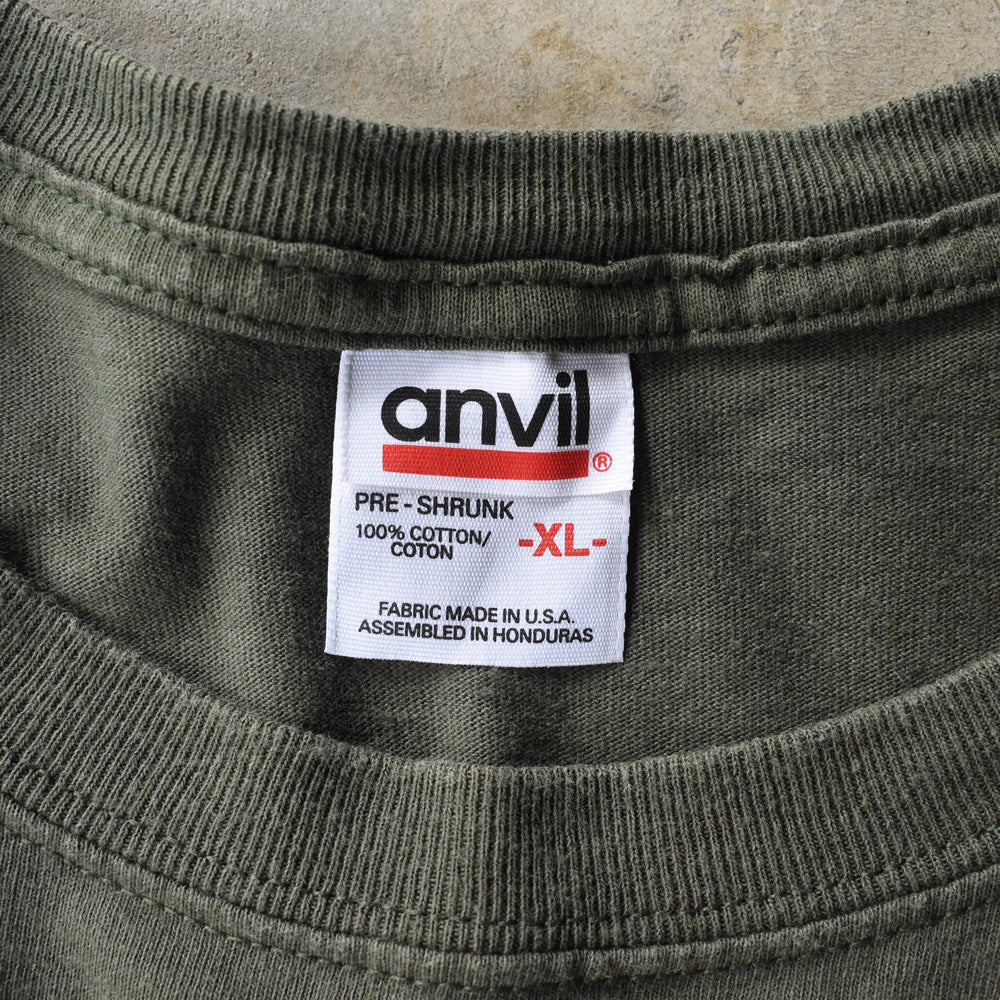 anvil®
PRE - SHRUNK
100% COTTON/
COTON
-XL-
FABRIC MADE IN U.S.A.
ASSEMBLED IN HONDURAS